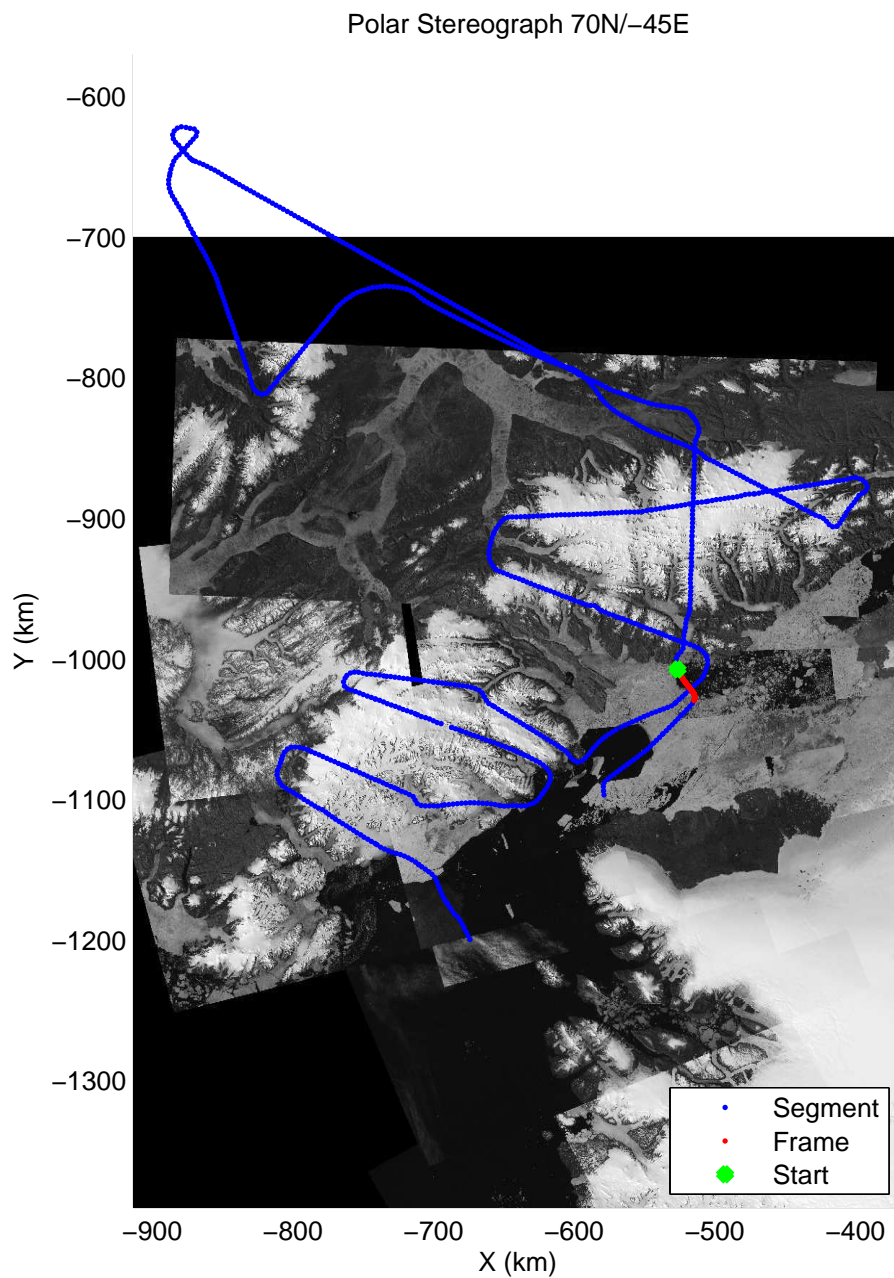 Polar Stereograph 70N/−45E
−600
−700
−800
−900
−1000
−1100
−1200
−1300
Y (km)
−900 −800 −700 −600 −500 −400
X (km)
Segment
Frame
Start